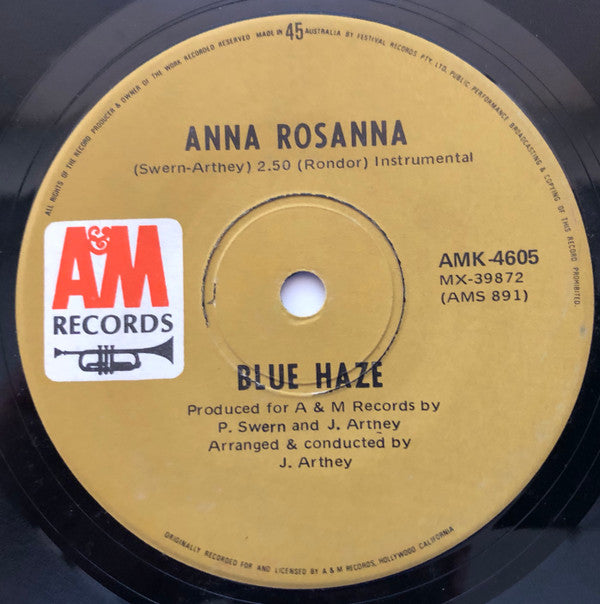 ALL RIGHTS OF THE RECORD PRODUCER & OWNER OF THE WORK RECORDED RESERVED MADE IN 45 AUSTRALIA BY FESTIVAL RECORDS PTY. LTD. PUBLIC PERFORMANCE BROADCASTING & COPYING OF THIS RECORD PROHIBITED.
ANNA ROSANNA
(Swern-Arthey) 2.50 (Rondor) Instrumental
A&M
RECORDS
AMK-4605
MX-39872
(AMS 891)
BLUE HAZE
Produced for A & M Records by
P. Swern and J. Arthey
Arranged & conducted by
J. Arthey
ORIGINALLY RECORDED FOR AND LICENSED BY A & M RECORDS, HOLLYWOOD CALIFORNIA